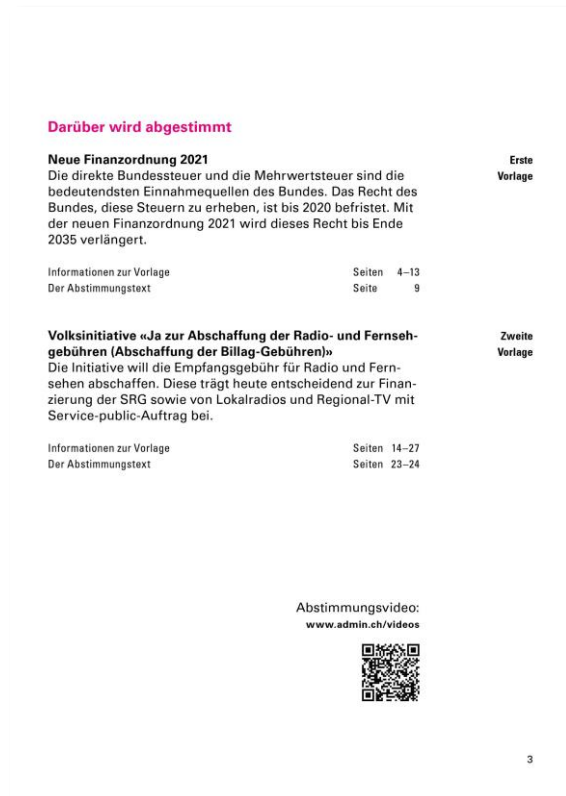 Darüber wird abgestimmt
Neue Finanzordnung 2021
Erste
Die direkte Bundessteuer und die Mehrwertsteuer sind die
Vorlage
bedeutendsten Einnahmequellen des Bundes. Das Recht des
Bundes, diese Steuern zu erheben, ist bis 2020 befristet. Mit
der neuen Finanzordnung 2021 wird dieses Recht bis Ende
2035 verlängert.
Informationen zur Vorlage Seiten 4–13
Der Abstimmungstext Seite 9
Volksinitiative «Ja zur Abschaffung der Radio- und Fernseh-
Zweite
gebühren (Abschaffung der Billag-Gebühren)»
Vorlage
Die Initiative will die Empfangsgebühr für Radio und Fern-
sehen abschaffen. Diese trägt heute entscheidend zur Finan-
zierung der SRG sowie von Lokalradios und Regional-TV mit
Service-public-Auftrag bei.
Informationen zur Vorlage Seiten 14–27
Der Abstimmungstext Seiten 23–24
Abstimmungsvideo:
www.admin.ch/videos
3